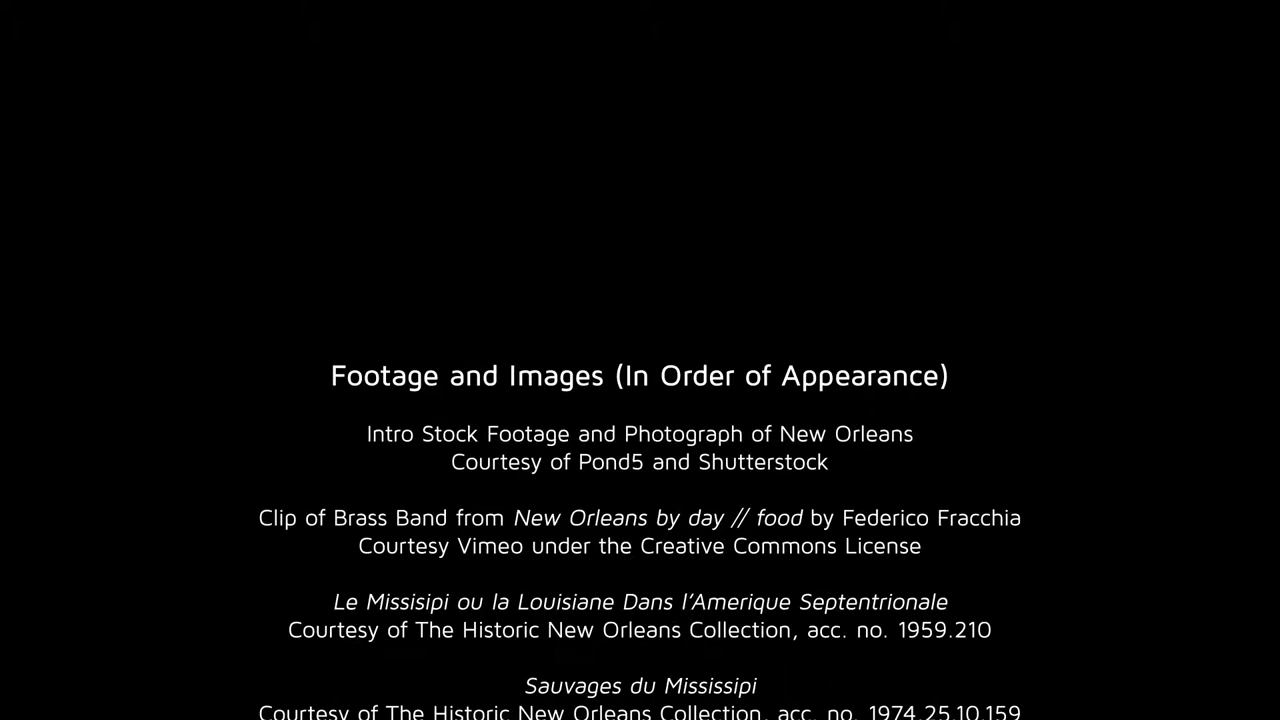 Footage and Images (In Order of Appearance)
Intro Stock Footage and Photograph of New Orleans
Courtesy of Pond5 and Shutterstock
Clip of Brass Band from New Orleans by day // food by Federico Fracchia
Courtesy Vimeo under the Creative Commons License
Le Missisipi ou la Louisiane Dans l’Amerique Septentrionale
Courtesy of The Historic New Orleans Collection, acc. no. 1959.210
Sauvages du Mississipi
Courtesy of The Historic New Orleans Collection, acc. no. 1974.25.10.159